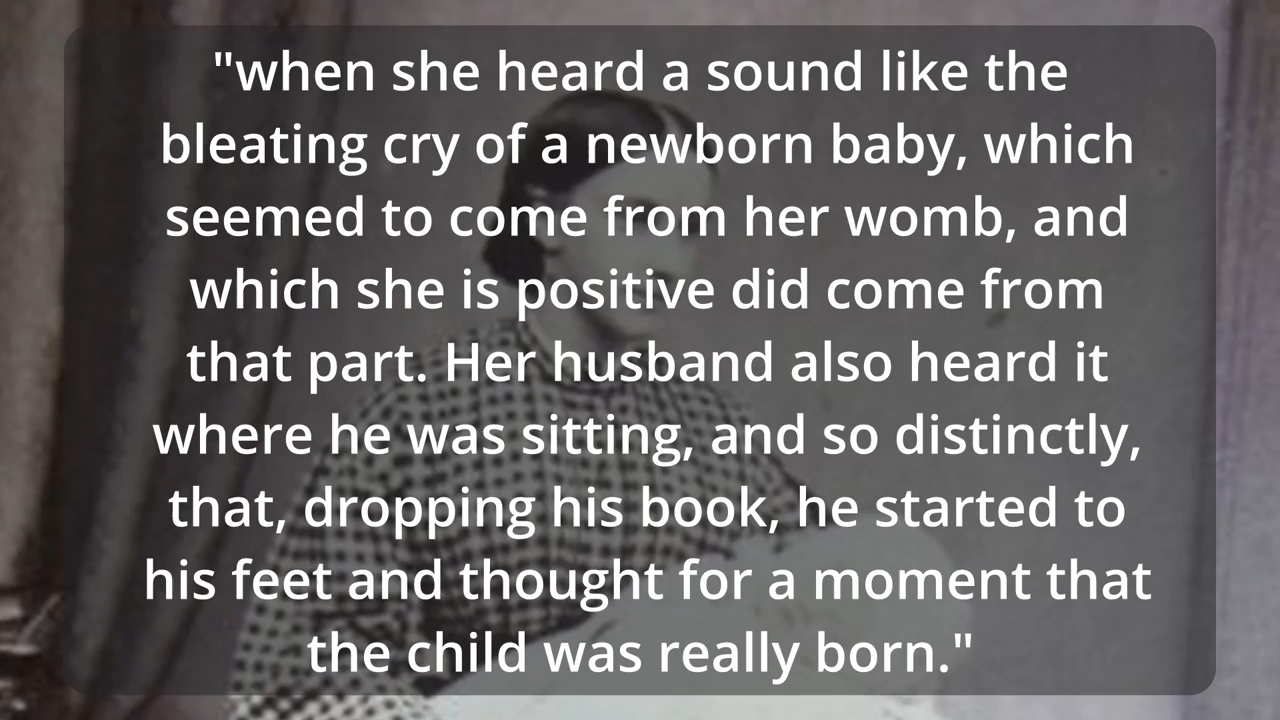 "when she heard a sound like the
bleating cry of a newborn baby, which
seemed to come from her womb, and
which she is positive did come from
that part. Her husband also heard it
where he was sitting, and so distinctly,
that, dropping his book, he started to
his feet and thought for a moment that
the child was really born."